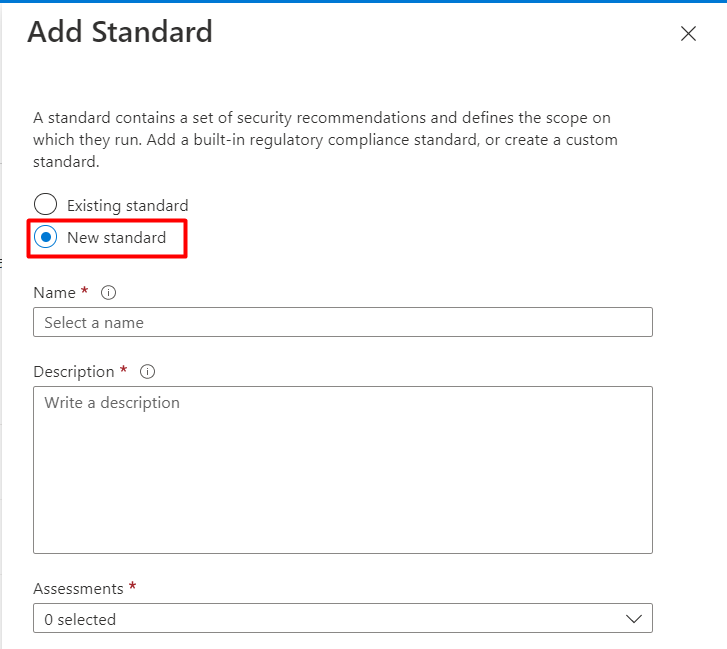 Add Standard
A standard contains a set of security recommendations and defines the scope on
which they run. Add a built-in regulatory compliance standard, or create a custom
standard.
Existing standard
New standard
Name *
Select a name
Description *
Write a description
Assessments *
0 selected